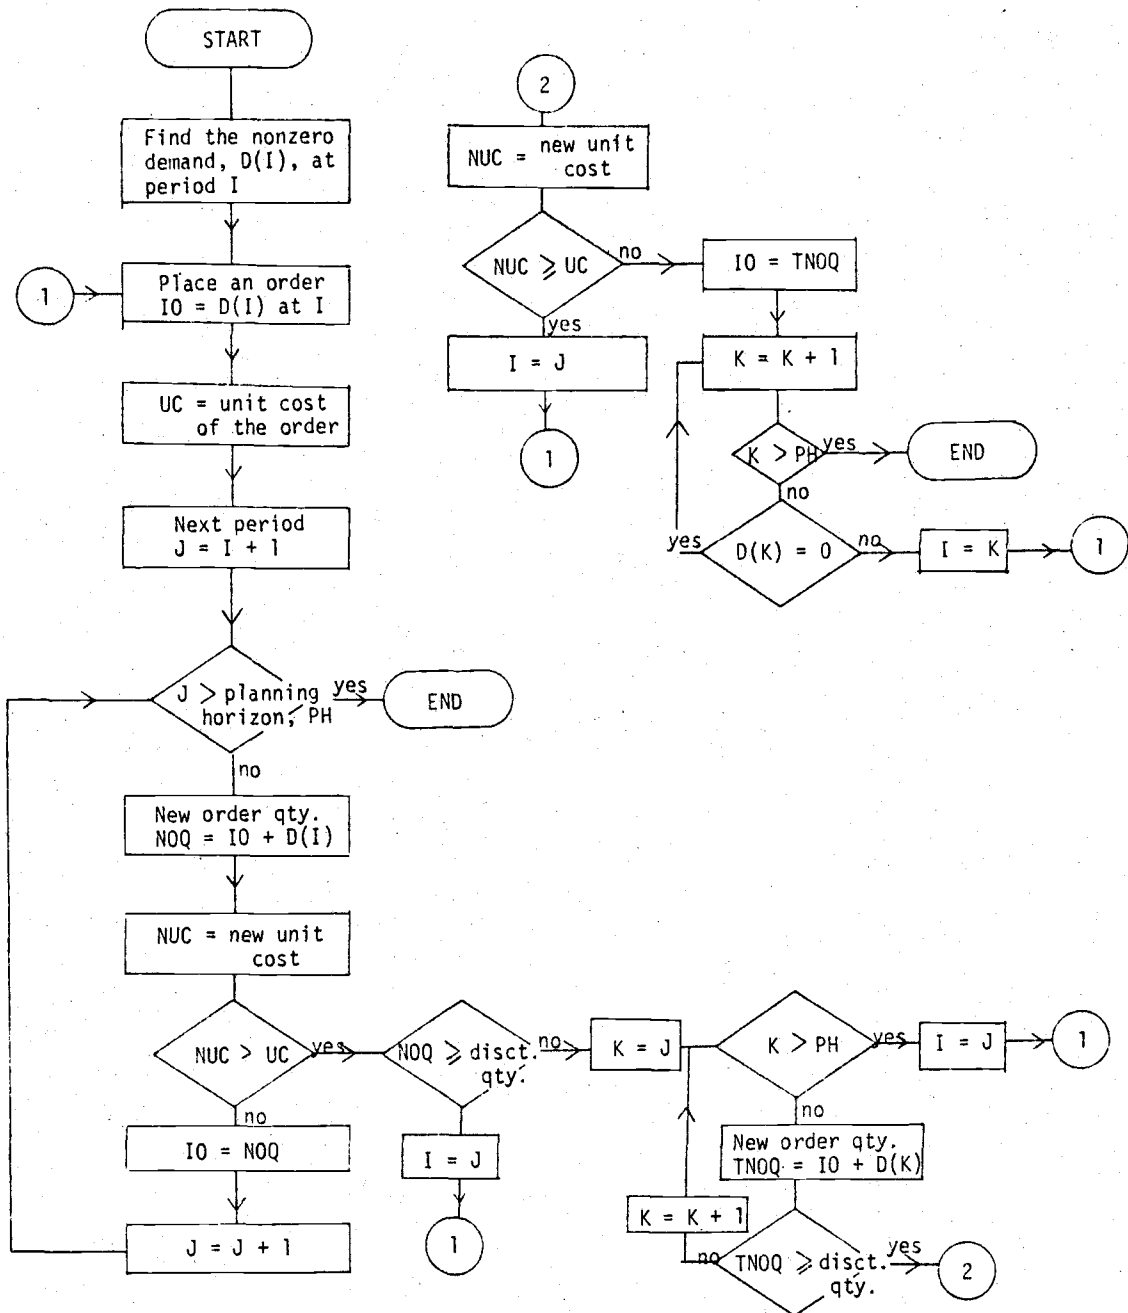 START
Find the nonzero
demand, D(I), at
period I
1
Place an order
IO = D(I) at I
UC = unit cost
of the order
Next period
J = I + 1
J > planning
horizon, PH
yes
END
no
New order qty.
NOQ = IO + D(I)
NUC = new unit
cost
NUC > UC
yes
no
IO = NOQ
J = J + 1
NOQ ⩾ disct.
qty.
no
I = J
1
K = J
K > PH
yes
I = J
1
no
New order qty.
TNOQ = IO + D(K)
K = K + 1
no
TNOQ ⩾ disct.
qty.
yes
2
2
NUC = new unit
cost
NUC ⩾ UC
no
IO = TNOQ
yes
I = J
1
K = K + 1
K > PH
yes
END
no
D(K) = 0
yes
no
I = K
1